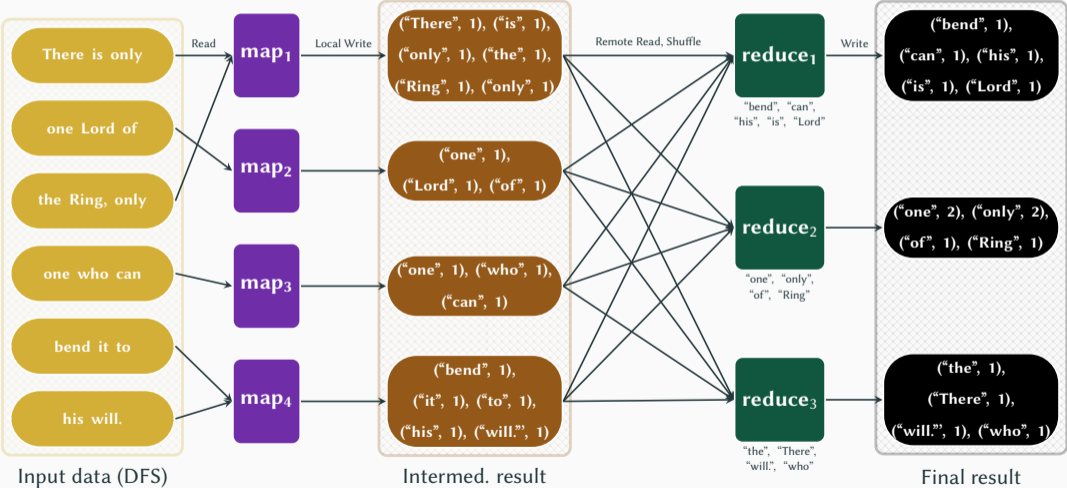 There is only
one Lord of
the Ring, only
one who can
bend it to
his will.
Input data (DFS)
Read
map1
map2
map3
map4
Local Write
(“There”, 1), (“is”, 1),
(“only”, 1), (“the”, 1),
(“Ring”, 1), (“only”, 1)
(“one”, 1),
(“Lord”, 1), (“of”, 1)
(“one”, 1), (“who”, 1),
(“can”, 1)
(“bend”, 1),
(“it”, 1), (“to”, 1),
(“his”, 1), (“will.”’, 1)
Intermed. result
Remote Read, Shuffle
reduce1
“bend”, “can”,
“his”, “is”, “Lord”
reduce2
“one”, “only”,
“of”, “Ring”
reduce3
“the”, “There”,
“will.”, “who”
Write
(“bend”, 1),
(“can”, 1), (“his”, 1),
(“is”, 1), (“Lord”, 1)
(“one”, 2), (“only”, 2),
(“of”, 1), (“Ring”, 1)
(“the”, 1),
(“There”, 1),
(“will.”’, 1), (“who”, 1)
Final result